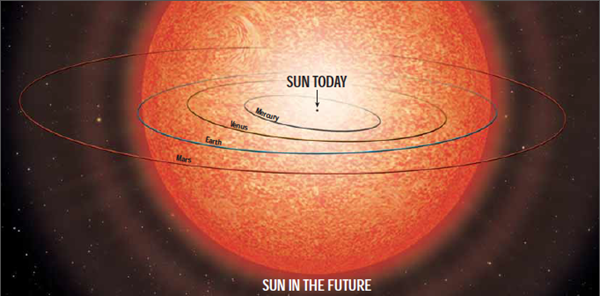 SUN TODAY
Mercury
Venus
Earth
Mars
SUN IN THE FUTURE